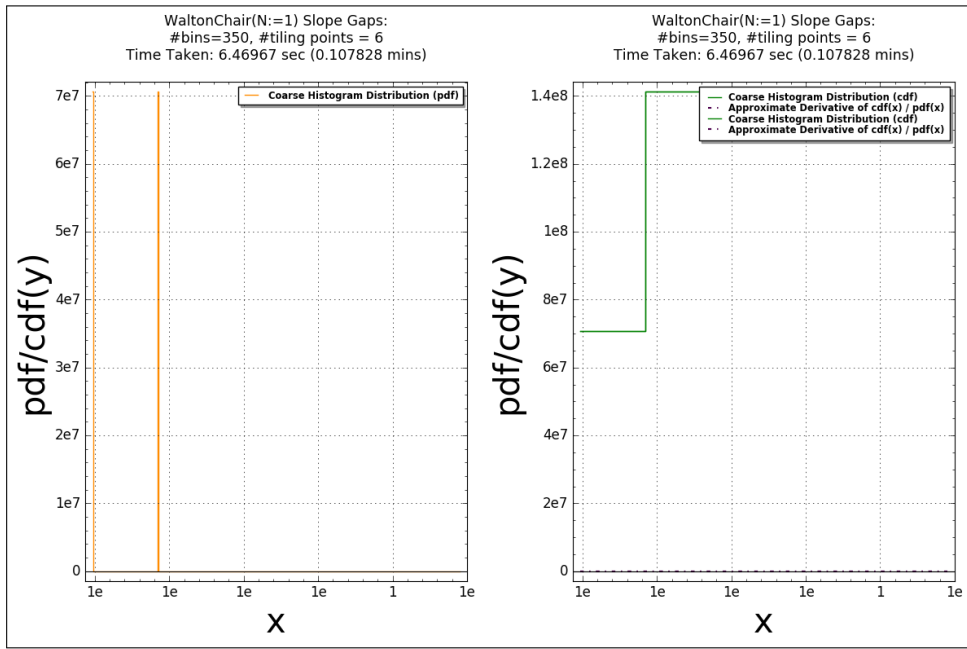 WaltonChair(N:=1) Slope Gaps:
#bins=350, #tiling points = 6
Time Taken: 6.46967 sec (0.107828 mins)
Coarse Histogram Distribution (pdf)
7e7
6e7
5e7
4e7
3e7
2e7
1e7
0
pdf/cdf(y)
1e 1e 1e 1e 1 1e
x
WaltonChair(N:=1) Slope Gaps:
#bins=350, #tiling points = 6
Time Taken: 6.46967 sec (0.107828 mins)
Coarse Histogram Distribution (cdf)
Approximate Derivative of cdf(x) / pdf(x)
Coarse Histogram Distribution (cdf)
Approximate Derivative of cdf(x) / pdf(x)
1.4e8
1.2e8
1e8
8e7
6e7
4e7
2e7
0
pdf/cdf(y)
1e 1e 1e 1e 1 1e
x